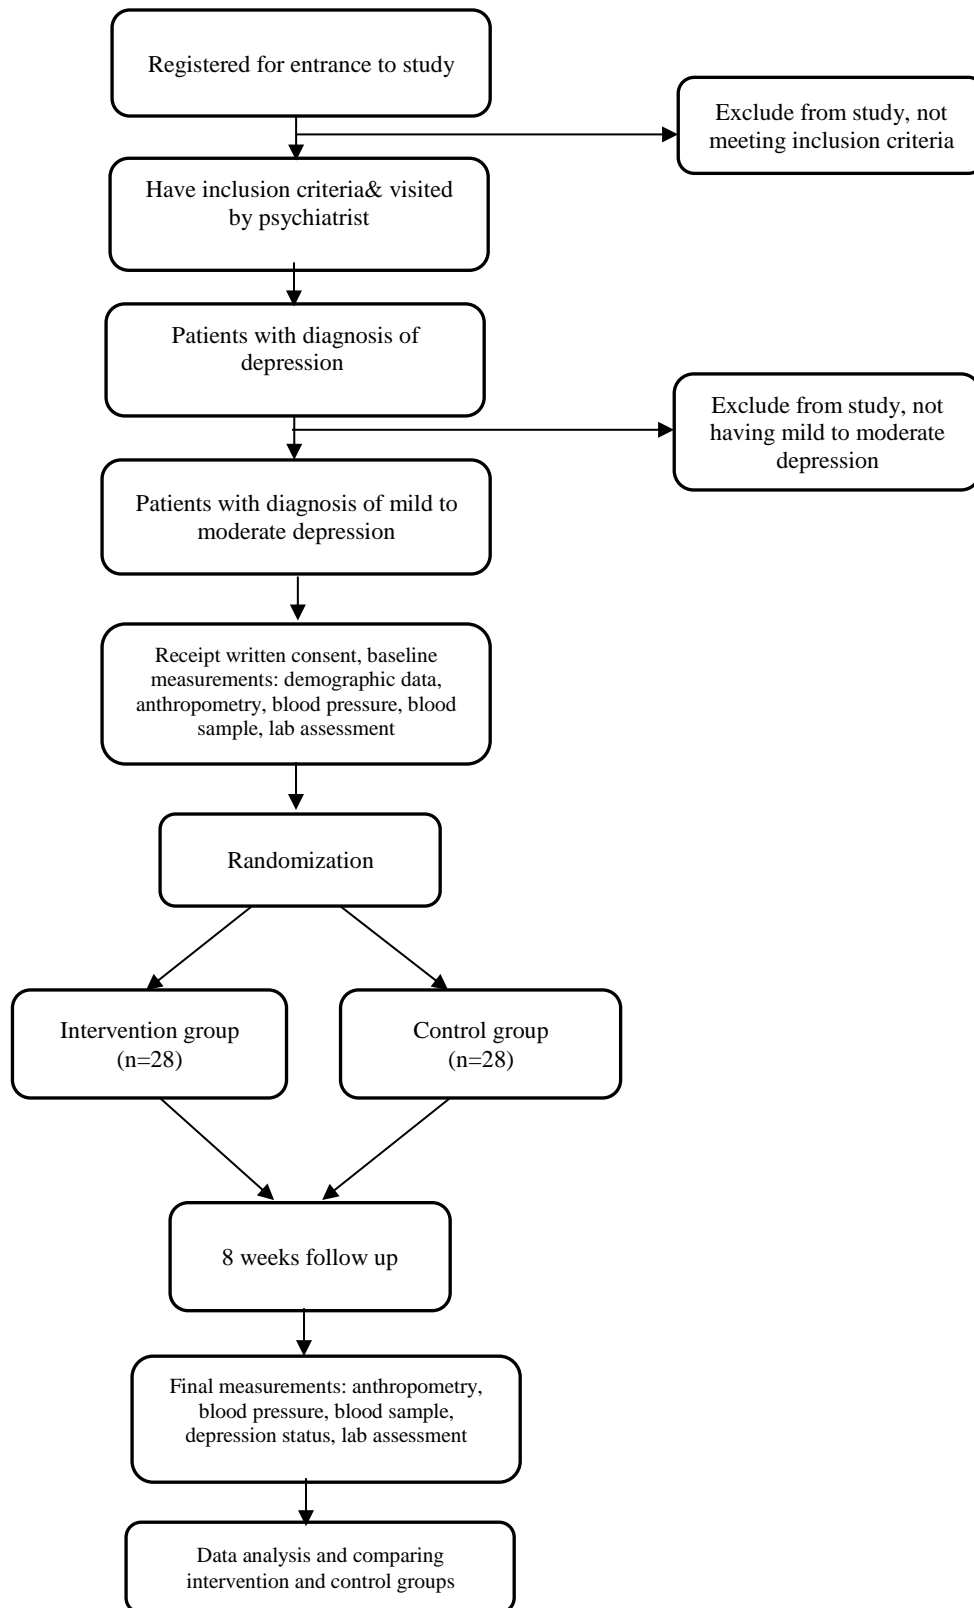 Registered for entrance to study
Exclude from study, not
meeting inclusion criteria
Have inclusion criteria& visited
by psychiatrist
Patients with diagnosis of
depression
Exclude from study, not
having mild to moderate
depression
Patients with diagnosis of mild to
moderate depression
Receipt written consent, baseline
measurements: demographic data,
anthropometry, blood pressure, blood
sample, lab assessment
Randomization
Intervention group
(n=28)
Control group
(n=28)
8 weeks follow up
Final measurements: anthropometry,
blood pressure, blood sample,
depression status, lab assessment
Data analysis and comparing
intervention and control groups